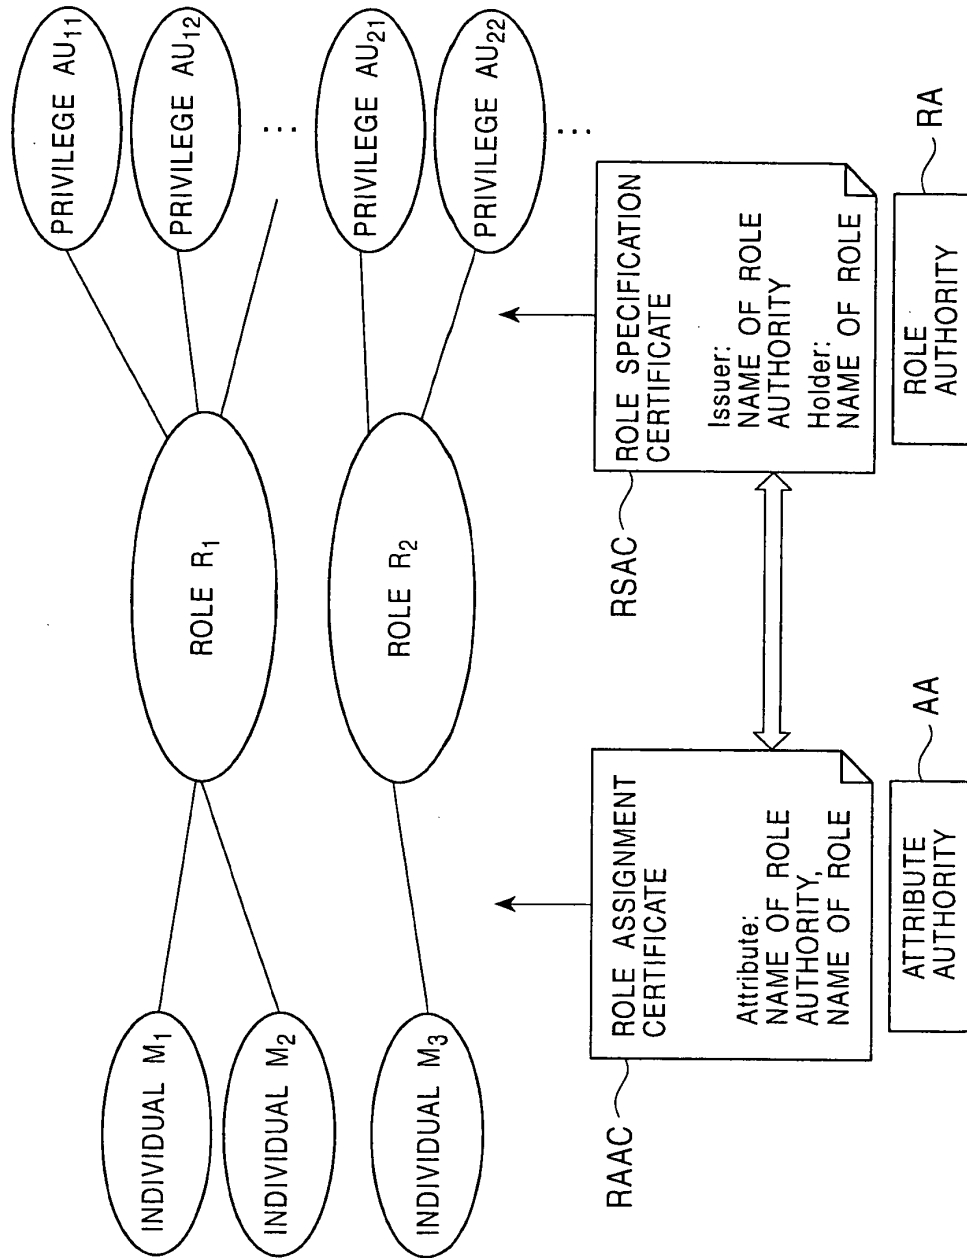 INDIVIDUAL M1
INDIVIDUAL M2
INDIVIDUAL M3
ROLE R1
ROLE R2
PRIVILEGE AU11
PRIVILEGE AU12
...
PRIVILEGE AU21
PRIVILEGE AU22
...
RAAC
ROLE ASSIGNMENT
CERTIFICATE
Attribute:
NAME OF ROLE
AUTHORITY,
NAME OF ROLE
ATTRIBUTE
AUTHORITY
AA
RSAC
ROLE SPECIFICATION
CERTIFICATE
Issuer:
NAME OF ROLE
AUTHORITY
Holder:
NAME OF ROLE
ROLE
AUTHORITY
RA